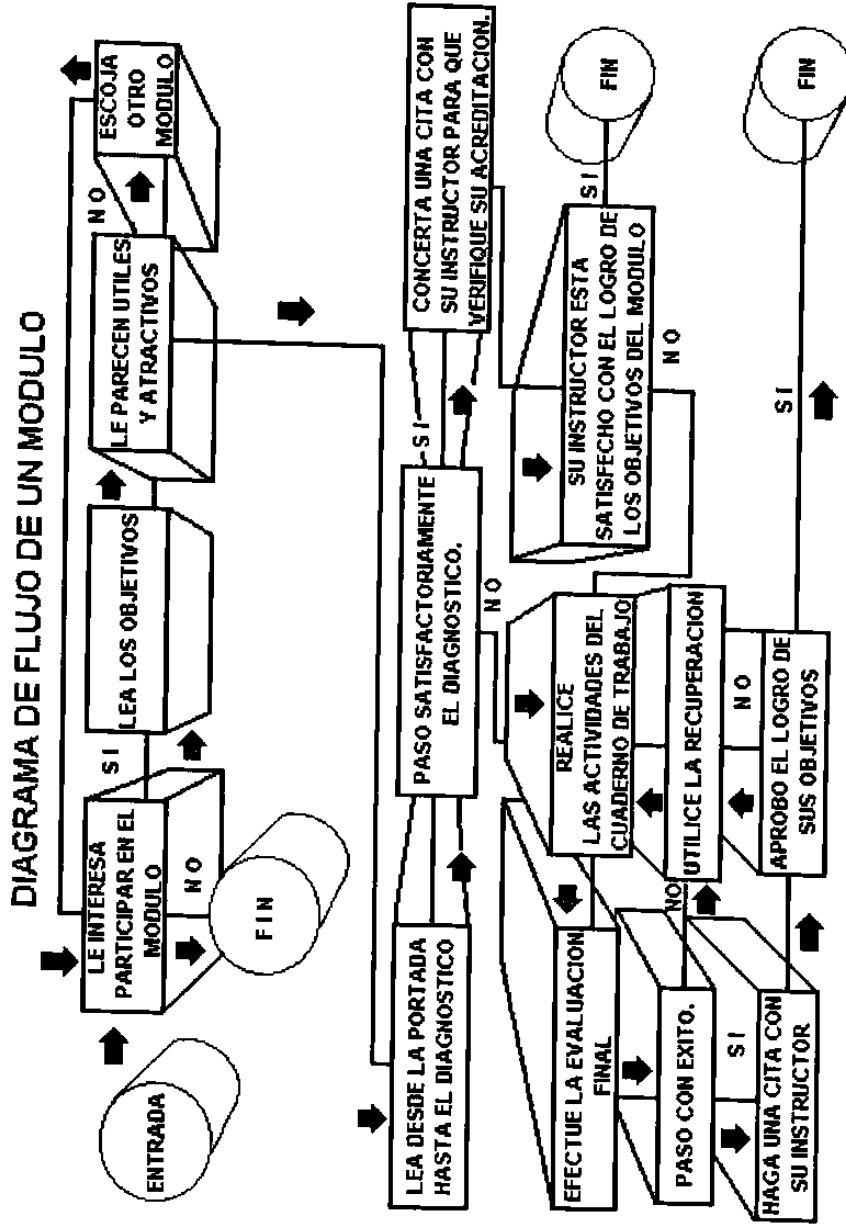 DIAGRAMA DE FLUJO DE UN MODULO
ENTRADA
LE INTERESA
PARTICIPAR EN EL
MODULO
SI
NO
FIN
LEA LOS OBJETIVOS
LE PARECEN UTILES
Y ATRACTIVOS
NO
ESCOJA
OTRO
MODULO
LEA DESDE LA PORTADA
HASTA EL DIAGNOSTICO
PASO SATISFACTORIAMENTE
EL DIAGNOSTICO.
SI
NO
CONCERTA UNA CITA CON
SU INSTRUCTOR PARA QUE
VERIFIQUE SU ACREDITACION.
EFECTUE LA EVALUACION
FINAL
REALICE
LAS ACTIVIDADES DEL
CUADERNO DE TRABAJO
SU INSTRUCTOR ESTA
SATISFECHO CON EL LOGRO DE
LOS OBJETIVOS DEL MODULO
SI
NO
FIN
PASO CON EXITO.
NO
SI
UTILICE LA RECUPERACION
NO
HAGA UNA CITA CON
SU INSTRUCTOR
APROBO EL LOGRO DE
SUS OBJETIVOS
SI
FIN